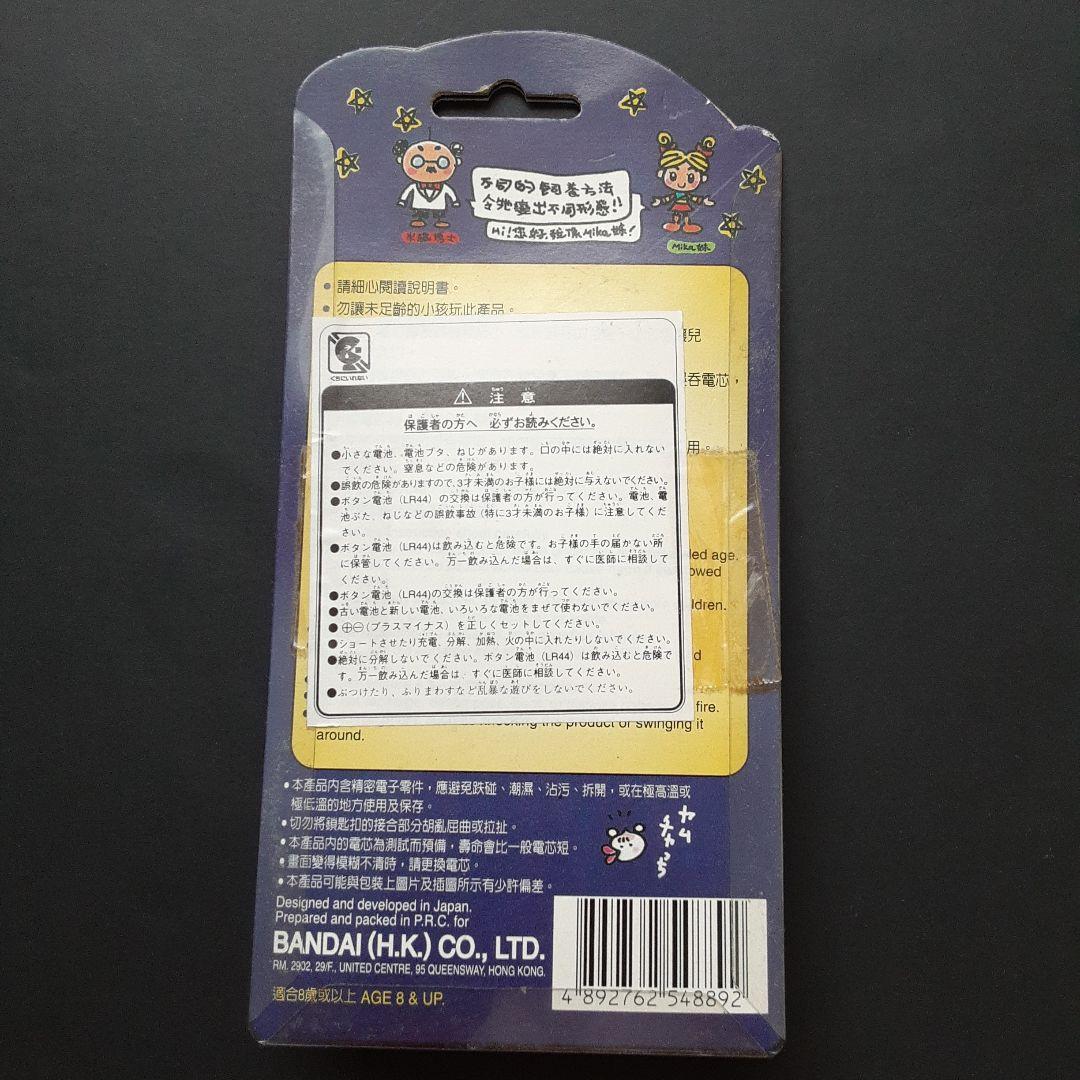 不同的飼養方法
令牠變出不同形態!!
Hi!您好,我係Mika妹!
Mika妹
• 請細心閱讀說明書。
• 勿讓未足齡的小孩玩此產品。
兒
吞電芯，
用。
くちにいれない
注意
保護者の方へ 必ずお読みください。
●小さな電池、電池ブタ、ねじがあります。口の中には絶対に入れない
でください。窒息などの危険があります。
●誤飲の危険がありますので、3才未満のお子様には絶対に与えないでください。
●ボタン電池（LR44）の交換は保護者の方が行ってください。電池、電
池ぶた、ねじなどの誤飲事故（特に3才未満のお子様）に注意してくだ
さい。
●ボタン電池（LR44)は飲み込むと危険です。お子様の手の届かない所
に保管してください。万一飲み込んだ場合は、すぐに医師に相談して
ください。
●ボタン電池（LR44)の交換は保護者の方が行ってください。
●古い電池と新しい電池、いろいろな電池をまぜて使わないでください。
●⊕⊖(プラスマイナス）を正しくセットしてください。
●ショートさせたり充電、分解、加熱、火の中に入れたりしないでください。
●絶対に分解しないでください。ボタン電池（LR44）は飲み込むと危険で
す。万一飲み込んだ場合は、すぐに医師に相談してください。
●ぶつけたり、ふりまわすなど乱暴な遊びをしないでください。
led age.
owed
ldren.
d
fire.
knocking the product or swinging it
around.
•本產品内含精密電子零件，應避免跌碰、潮濕、沾污、拆開，或在極高溫或
極低溫的地方使用及保存。
•切勿將鎖匙扣的接合部分胡亂屈曲或拉扯。
•本產品内的電芯為測試而預備，壽命會比一般電芯短。
•畫面變得模糊不清時，請更換電芯。
•本產品可能與包裝上圖片及插圖所示有少許偏差。
Designed and developed in Japan.
Prepared and packed in P.R.C. for
BANDAI (H.K.) CO., LTD.
RM. 2902, 29/F., UNITED CENTRE, 95 QUEENSWAY, HONG KONG.
適合8歲或以上 AGE 8 & UP.
4 892762 548892